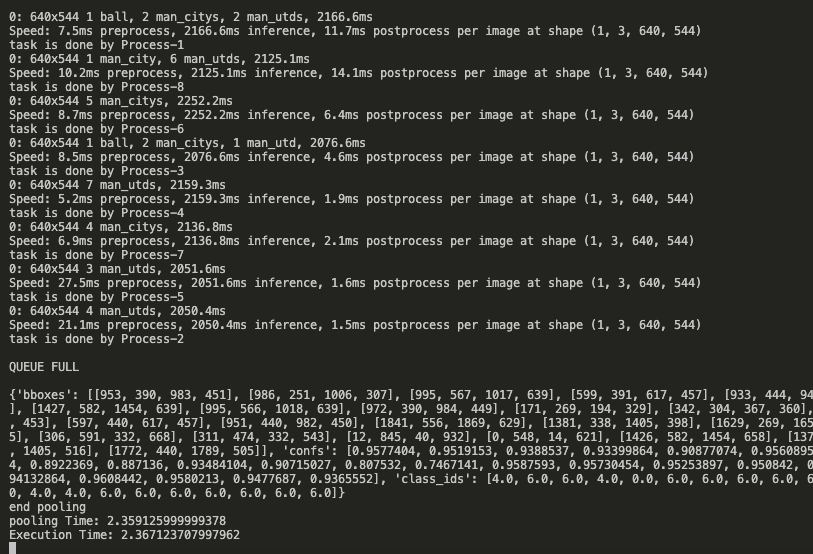 0: 640x544 1 ball, 2 man_citys, 2 man_utds, 2166.6ms
Speed: 7.5ms preprocess, 2166.6ms inference, 11.7ms postprocess per image at shape (1, 3, 640, 544)
task is done by Process-1
0: 640x544 1 man_city, 6 man_utds, 2125.1ms
Speed: 10.2ms preprocess, 2125.1ms inference, 14.1ms postprocess per image at shape (1, 3, 640, 544)
task is done by Process-8
0: 640x544 5 man_citys, 2252.2ms
Speed: 8.7ms preprocess, 2252.2ms inference, 6.4ms postprocess per image at shape (1, 3, 640, 544)
task is done by Process-6
0: 640x544 1 ball, 2 man_citys, 1 man_utd, 2076.6ms
Speed: 8.5ms preprocess, 2076.6ms inference, 4.6ms postprocess per image at shape (1, 3, 640, 544)
task is done by Process-3
0: 640x544 7 man_utds, 2159.3ms
Speed: 5.2ms preprocess, 2159.3ms inference, 1.9ms postprocess per image at shape (1, 3, 640, 544)
task is done by Process-4
0: 640x544 4 man_citys, 2136.8ms
Speed: 6.9ms preprocess, 2136.8ms inference, 2.1ms postprocess per image at shape (1, 3, 640, 544)
task is done by Process-7
0: 640x544 3 man_utds, 2051.6ms
Speed: 27.5ms preprocess, 2051.6ms inference, 1.6ms postprocess per image at shape (1, 3, 640, 544)
task is done by Process-5
0: 640x544 4 man_utds, 2050.4ms
Speed: 21.1ms preprocess, 2050.4ms inference, 1.5ms postprocess per image at shape (1, 3, 640, 544)
task is done by Process-2
QUEUE FULL
{'bboxes': [[953, 390, 983, 451], [986, 251, 1006, 307], [995, 567, 1017, 639], [599, 391, 617, 457], [933, 444, 94
], [1427, 582, 1454, 639], [995, 566, 1018, 639], [972, 390, 984, 449], [171, 269, 194, 329], [342, 304, 367, 360],
, 453], [597, 440, 617, 457], [951, 440, 982, 450], [1841, 556, 1869, 629], [1381, 338, 1405, 398], [1629, 269, 165
5], [306, 591, 332, 668], [311, 474, 332, 543], [12, 845, 40, 932], [0, 548, 14, 621], [1426, 582, 1454, 658], [137
, 1405, 516], [1772, 440, 1789, 505]], 'confs': [0.9577404, 0.9519153, 0.9388537, 0.93399864, 0.90877074, 0.9560895
4, 0.8922369, 0.887136, 0.93484104, 0.90715027, 0.807532, 0.7467141, 0.9587593, 0.95730454, 0.95253897, 0.950842, 0
94132864, 0.9608442, 0.9580213, 0.9477687, 0.9365552], 'class_ids': [4.0, 6.0, 6.0, 4.0, 0.0, 6.0, 6.0, 6.0, 6.0, 6
0, 4.0, 4.0, 6.0, 6.0, 6.0, 6.0, 6.0, 6.0, 6.0]}
end pooling
pooling Time: 2.359125999999378
Execution Time: 2.367123707997962